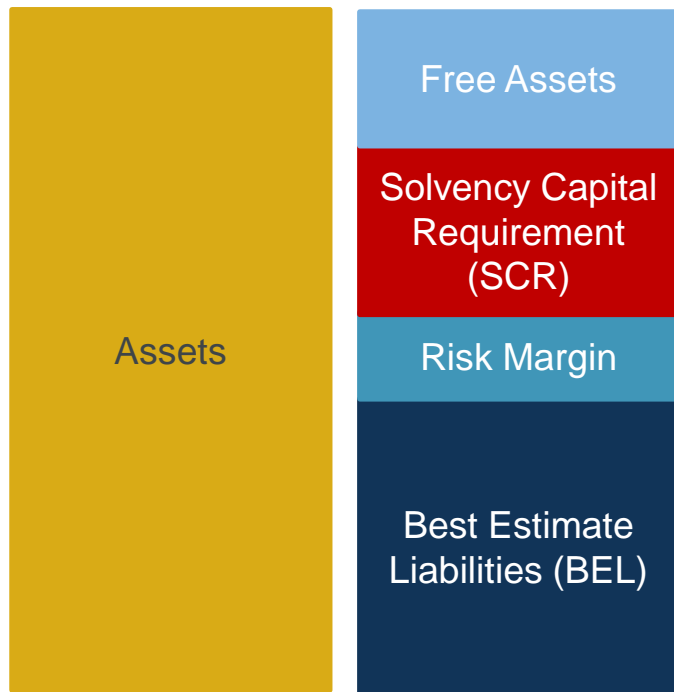 Assets
Free Assets
Solvency Capital
Requirement
(SCR)
Risk Margin
Best Estimate
Liabilities (BEL)